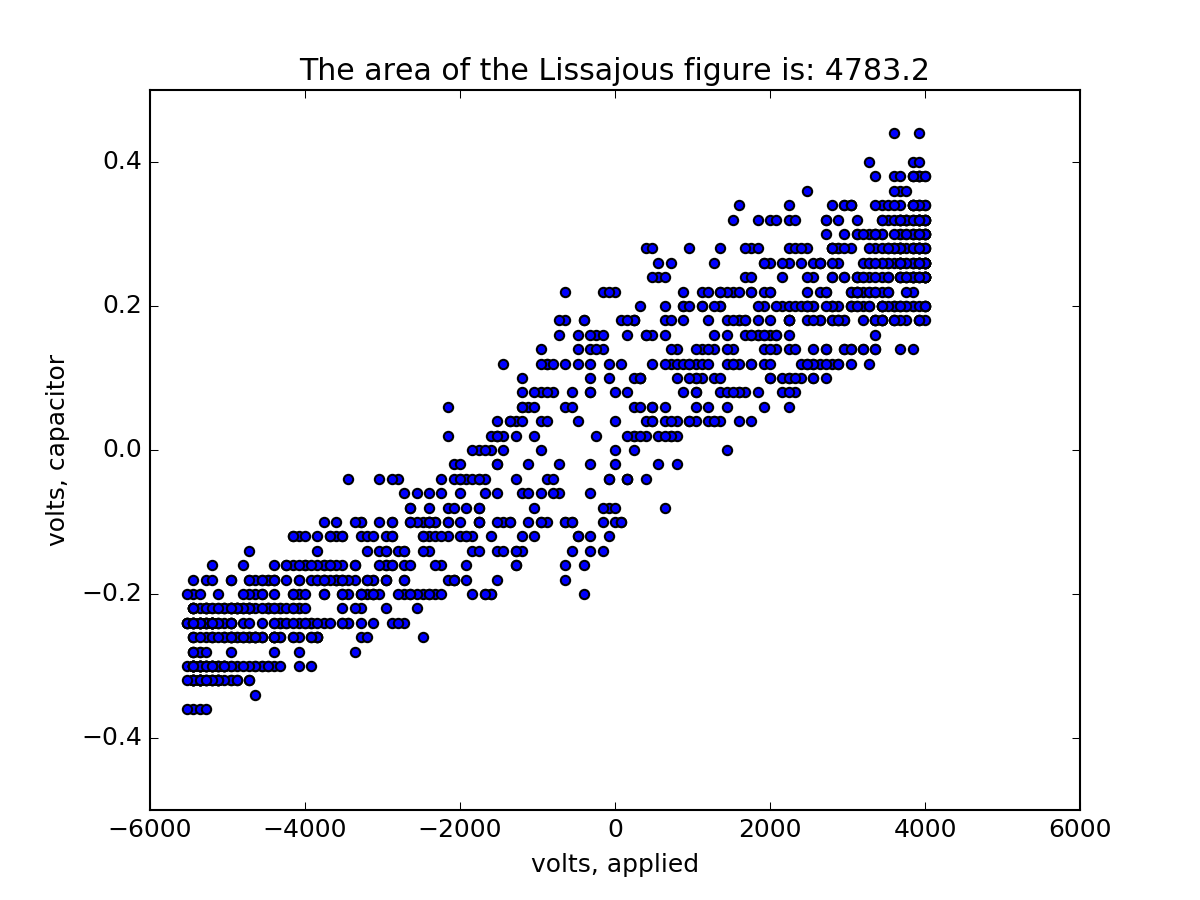 The area of the Lissajous figure is: 4783.2
0.4
0.2
0.0
−0.2
−0.4
volts, capacitor
−6000 −4000 −2000 0 2000 4000 6000
volts, applied